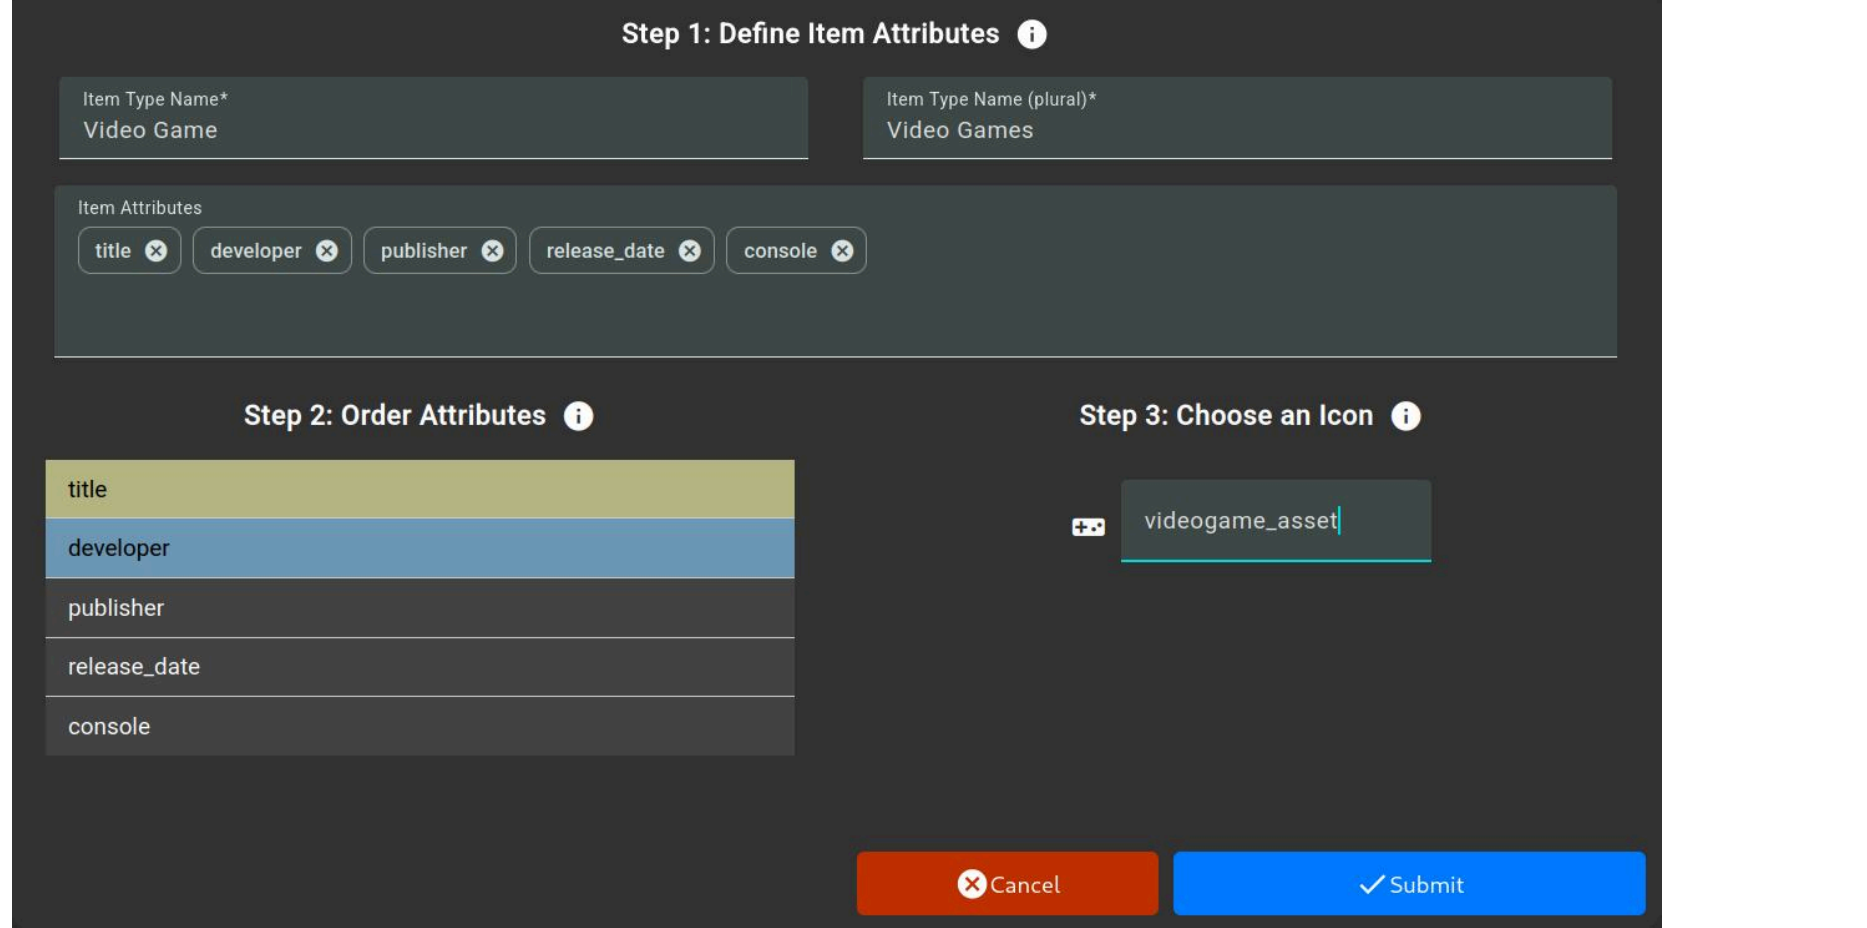 Step 1: Define Item Attributes
Item Type Name*
Video Game
Item Type Name (plural)*
Video Games
Item Attributes
title developer publisher release_date console
Step 2: Order Attributes
title
developer
publisher
release_date
console
Step 3: Choose an Icon
videogame_asset
Cancel
Submit